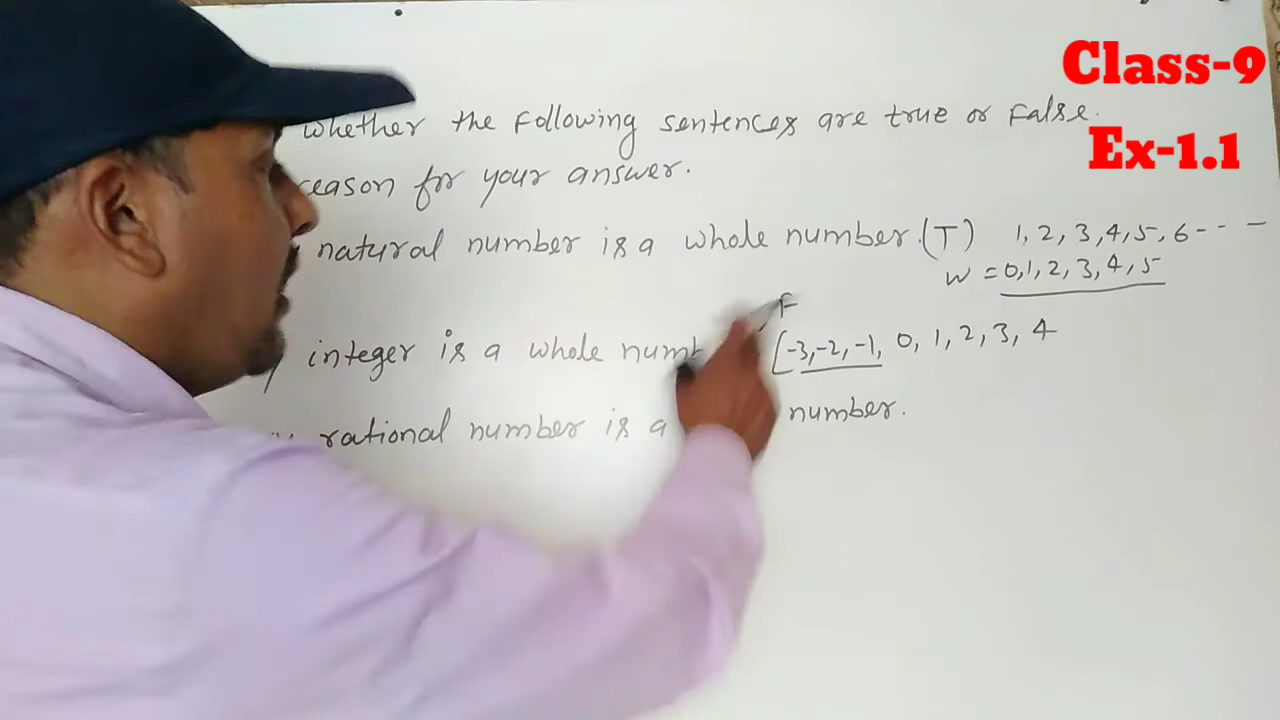 Class-9
whether the following sentences are true or false.
Ex-1.1
reason for your answer.
natural number is a whole number. (T) 1, 2, 3, 4, 5, 6 - - -
W = 0, 1, 2, 3, 4, 5
F
integer is a whole [-3, -2, -1, 0, 1, 2, 3, 4
rational number is a number.